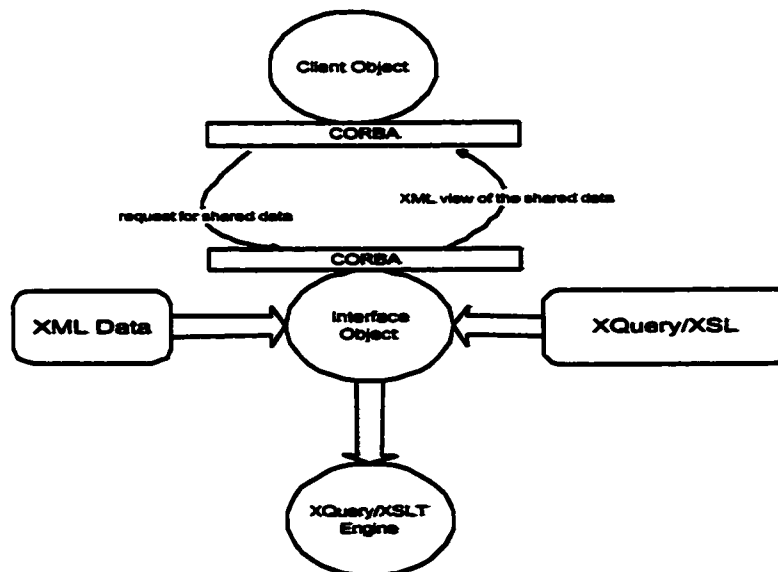 Client Object
CORBA
request for shared data
XML view of the shared data
CORBA
XML Data
Interface
Object
XQuery/XSL
XQuery/XSLT
Engine